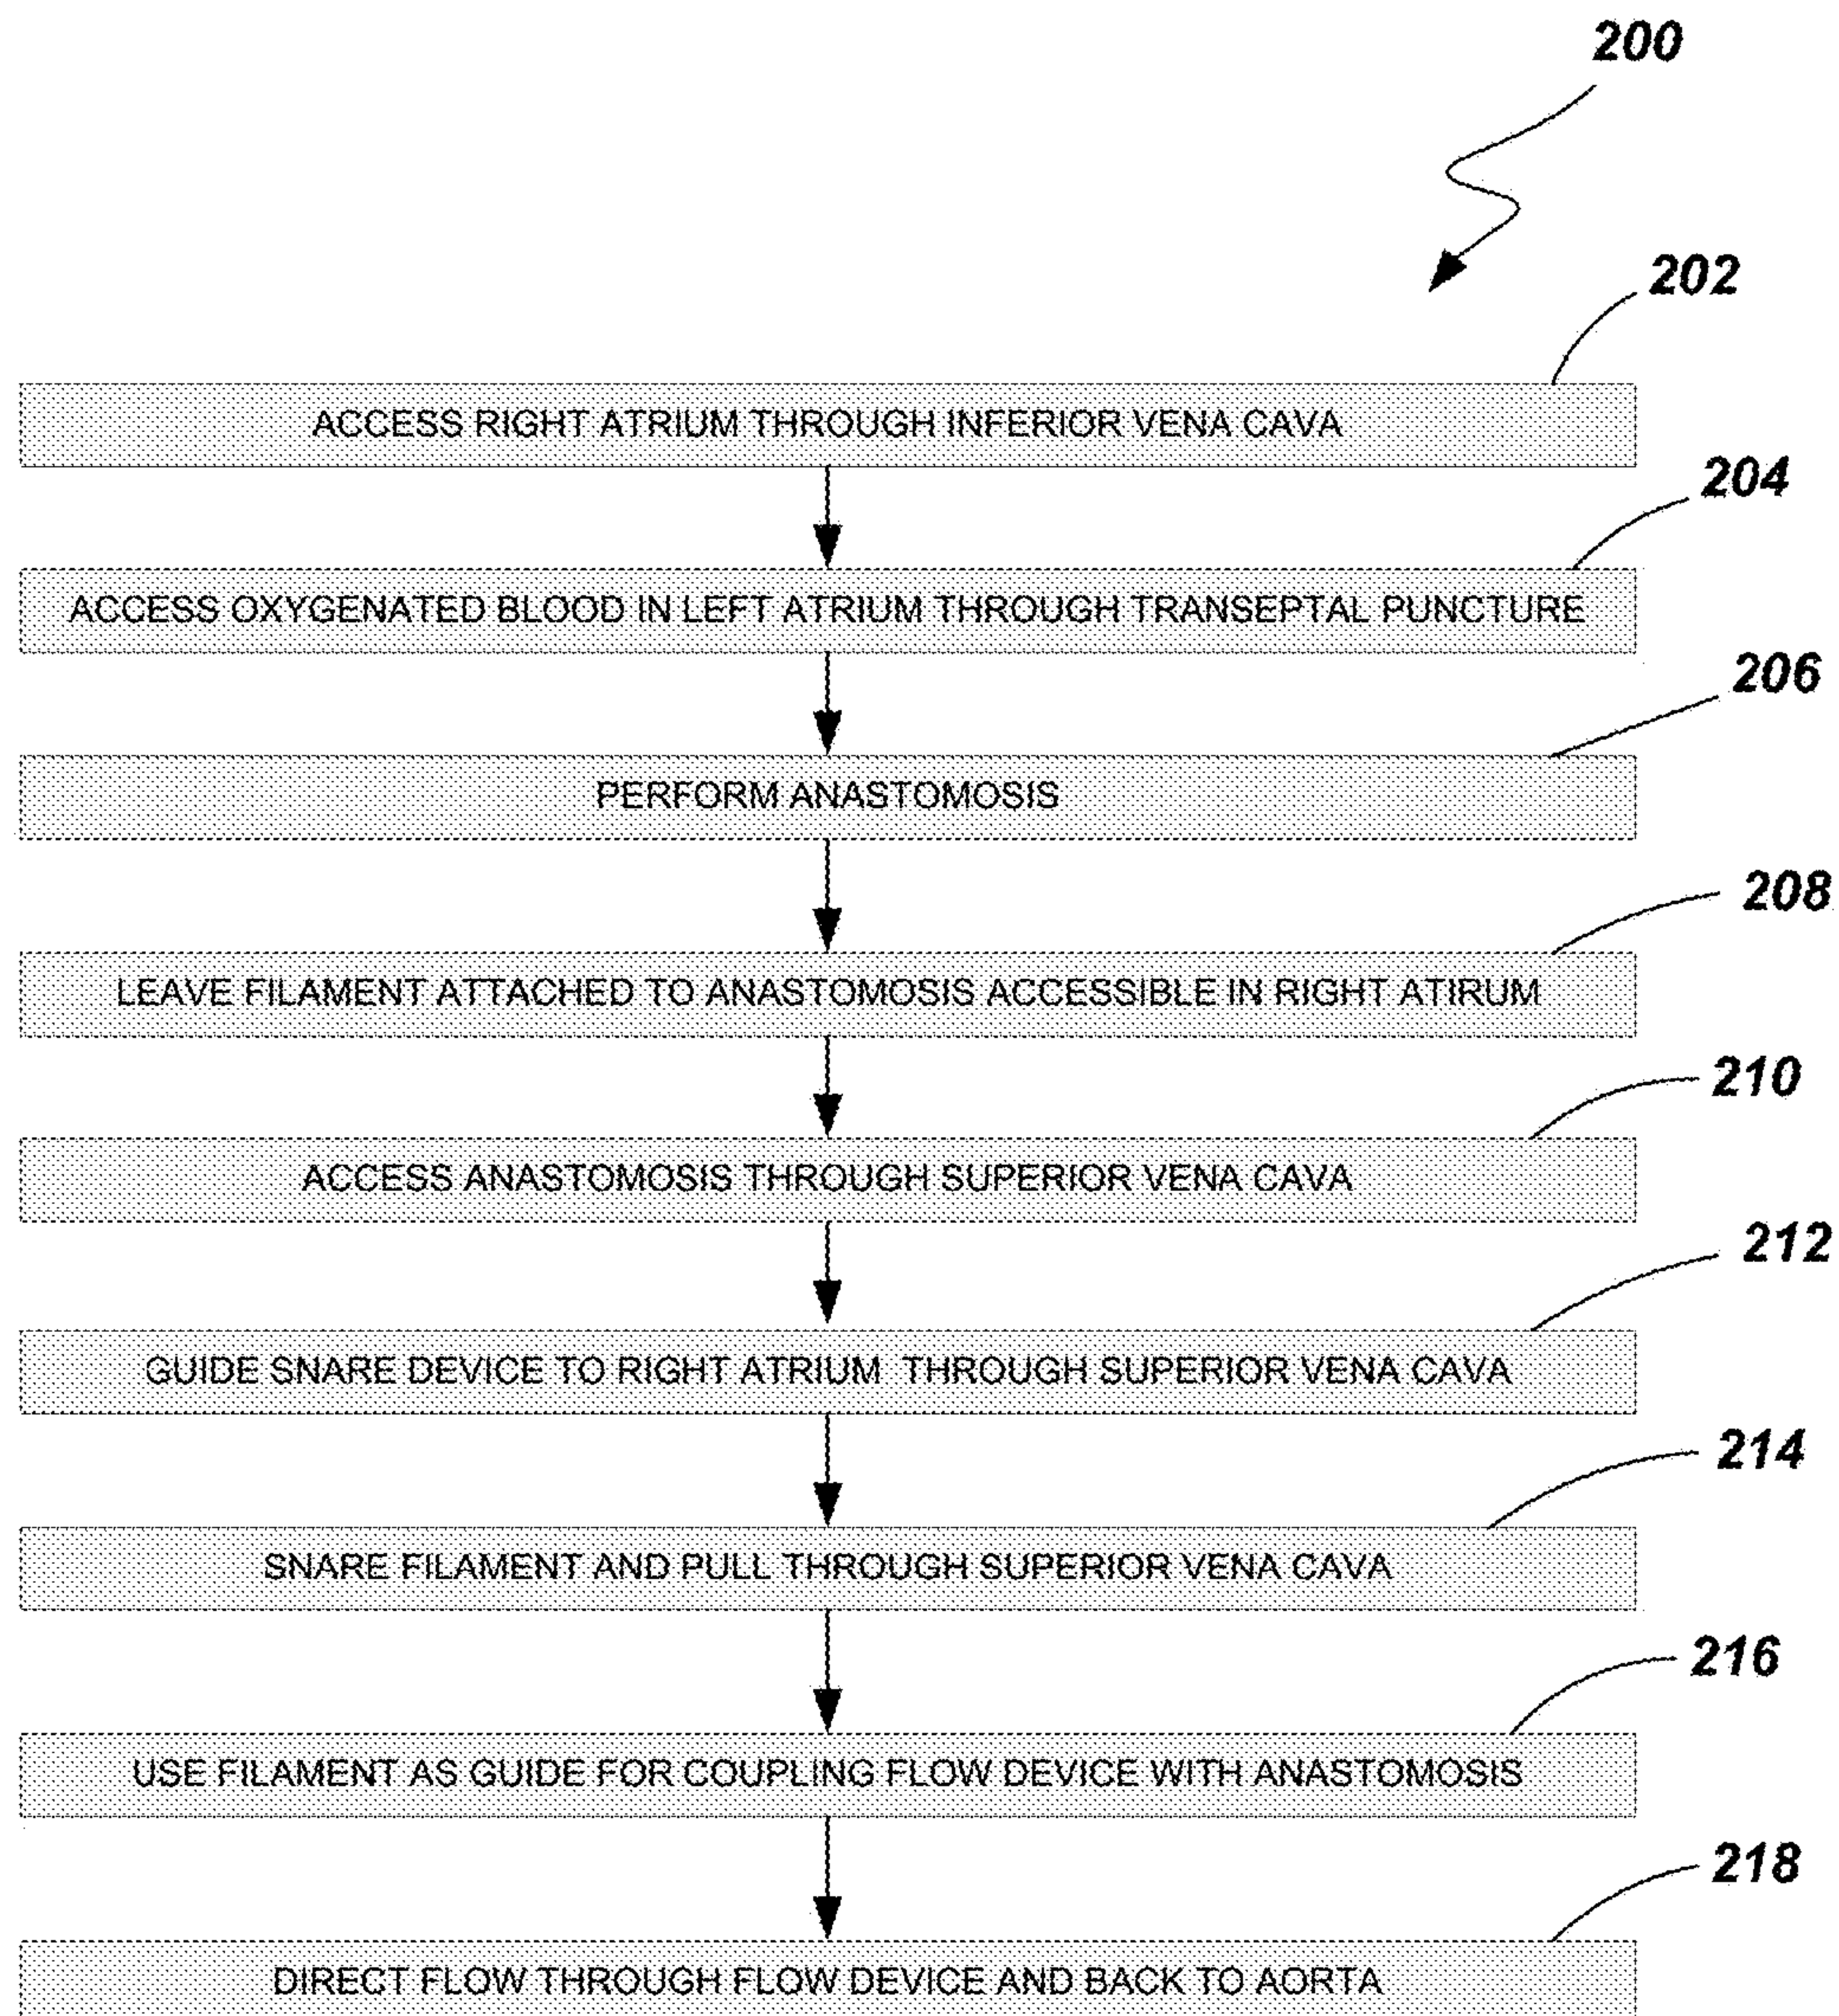 200
202
ACCESS RIGHT ATRIUM THROUGH INFERIOR VENA CAVA
204
ACCESS OXYGENATED BLOOD IN LEFT ATRIUM THROUGH TRANSEPTAL PUNCTURE
206
PERFORM ANASTOMOSIS
208
LEAVE FILAMENT ATTACHED TO ANASTOMOSIS ACCESSIBLE IN RIGHT ATIRUM
210
ACCESS ANASTOMOSIS THROUGH SUPERIOR VENA CAVA
212
GUIDE SNARE DEVICE TO RIGHT ATRIUM THROUGH SUPERIOR VENA CAVA
214
SNARE FILAMENT AND PULL THROUGH SUPERIOR VENA CAVA
216
USE FILAMENT AS GUIDE FOR COUPLING FLOW DEVICE WITH ANASTOMOSIS
218
DIRECT FLOW THROUGH FLOW DEVICE AND BACK TO AORTA